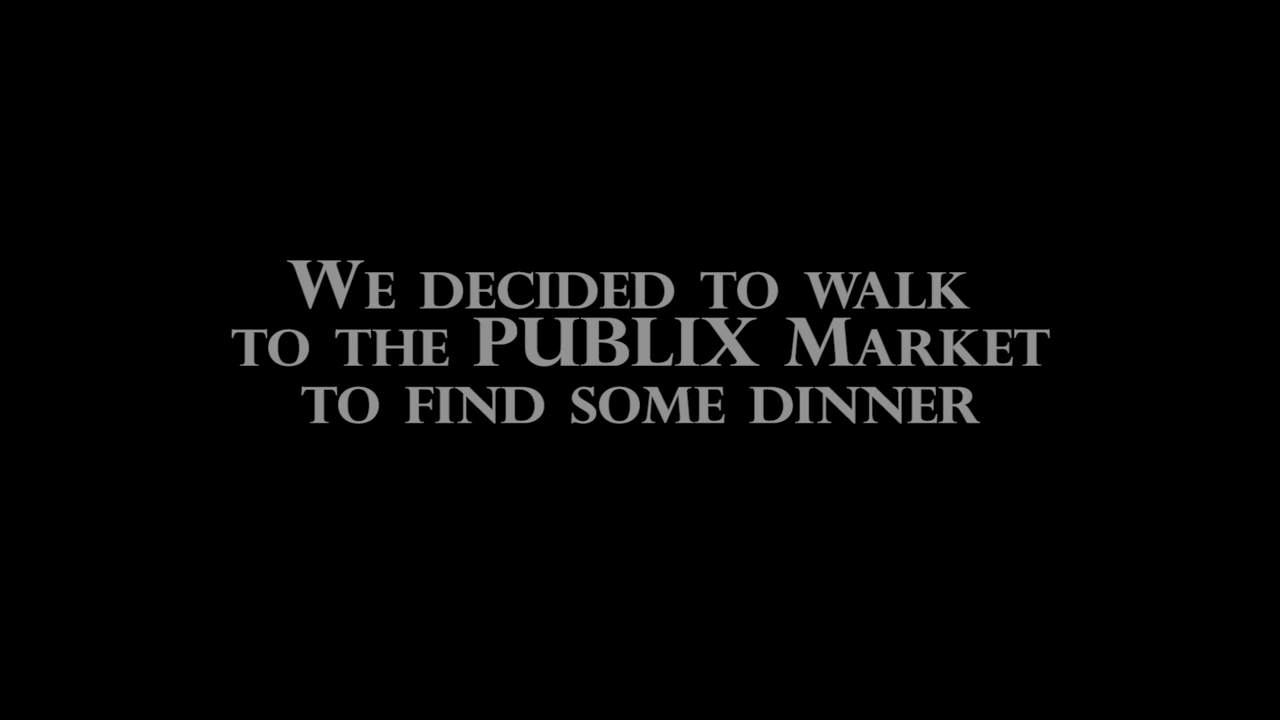 We decided to walk
to the PUBLIX Market
to find some dinner